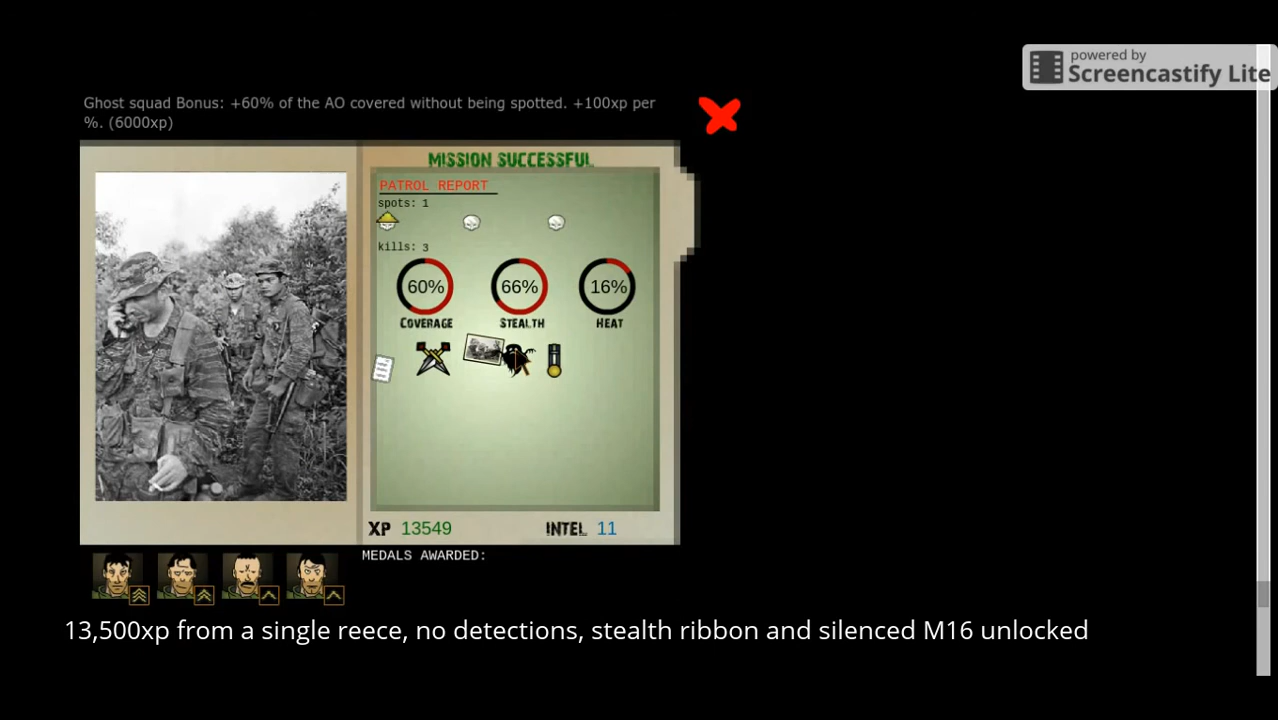 powered by
Screencastify Lite
Ghost squad Bonus: +60% of the AO covered without being spotted. +100xp per
%. (6000xp)
MISSION SUCCESSFUL
PATROL REPORT
spots: 1
kills: 3
60% 66% 16%
COVERAGE STEALTH HEAT
XP 13549 INTEL 11
MEDALS AWARDED:
13,500xp from a single reece, no detections, stealth ribbon and silenced M16 unlocked